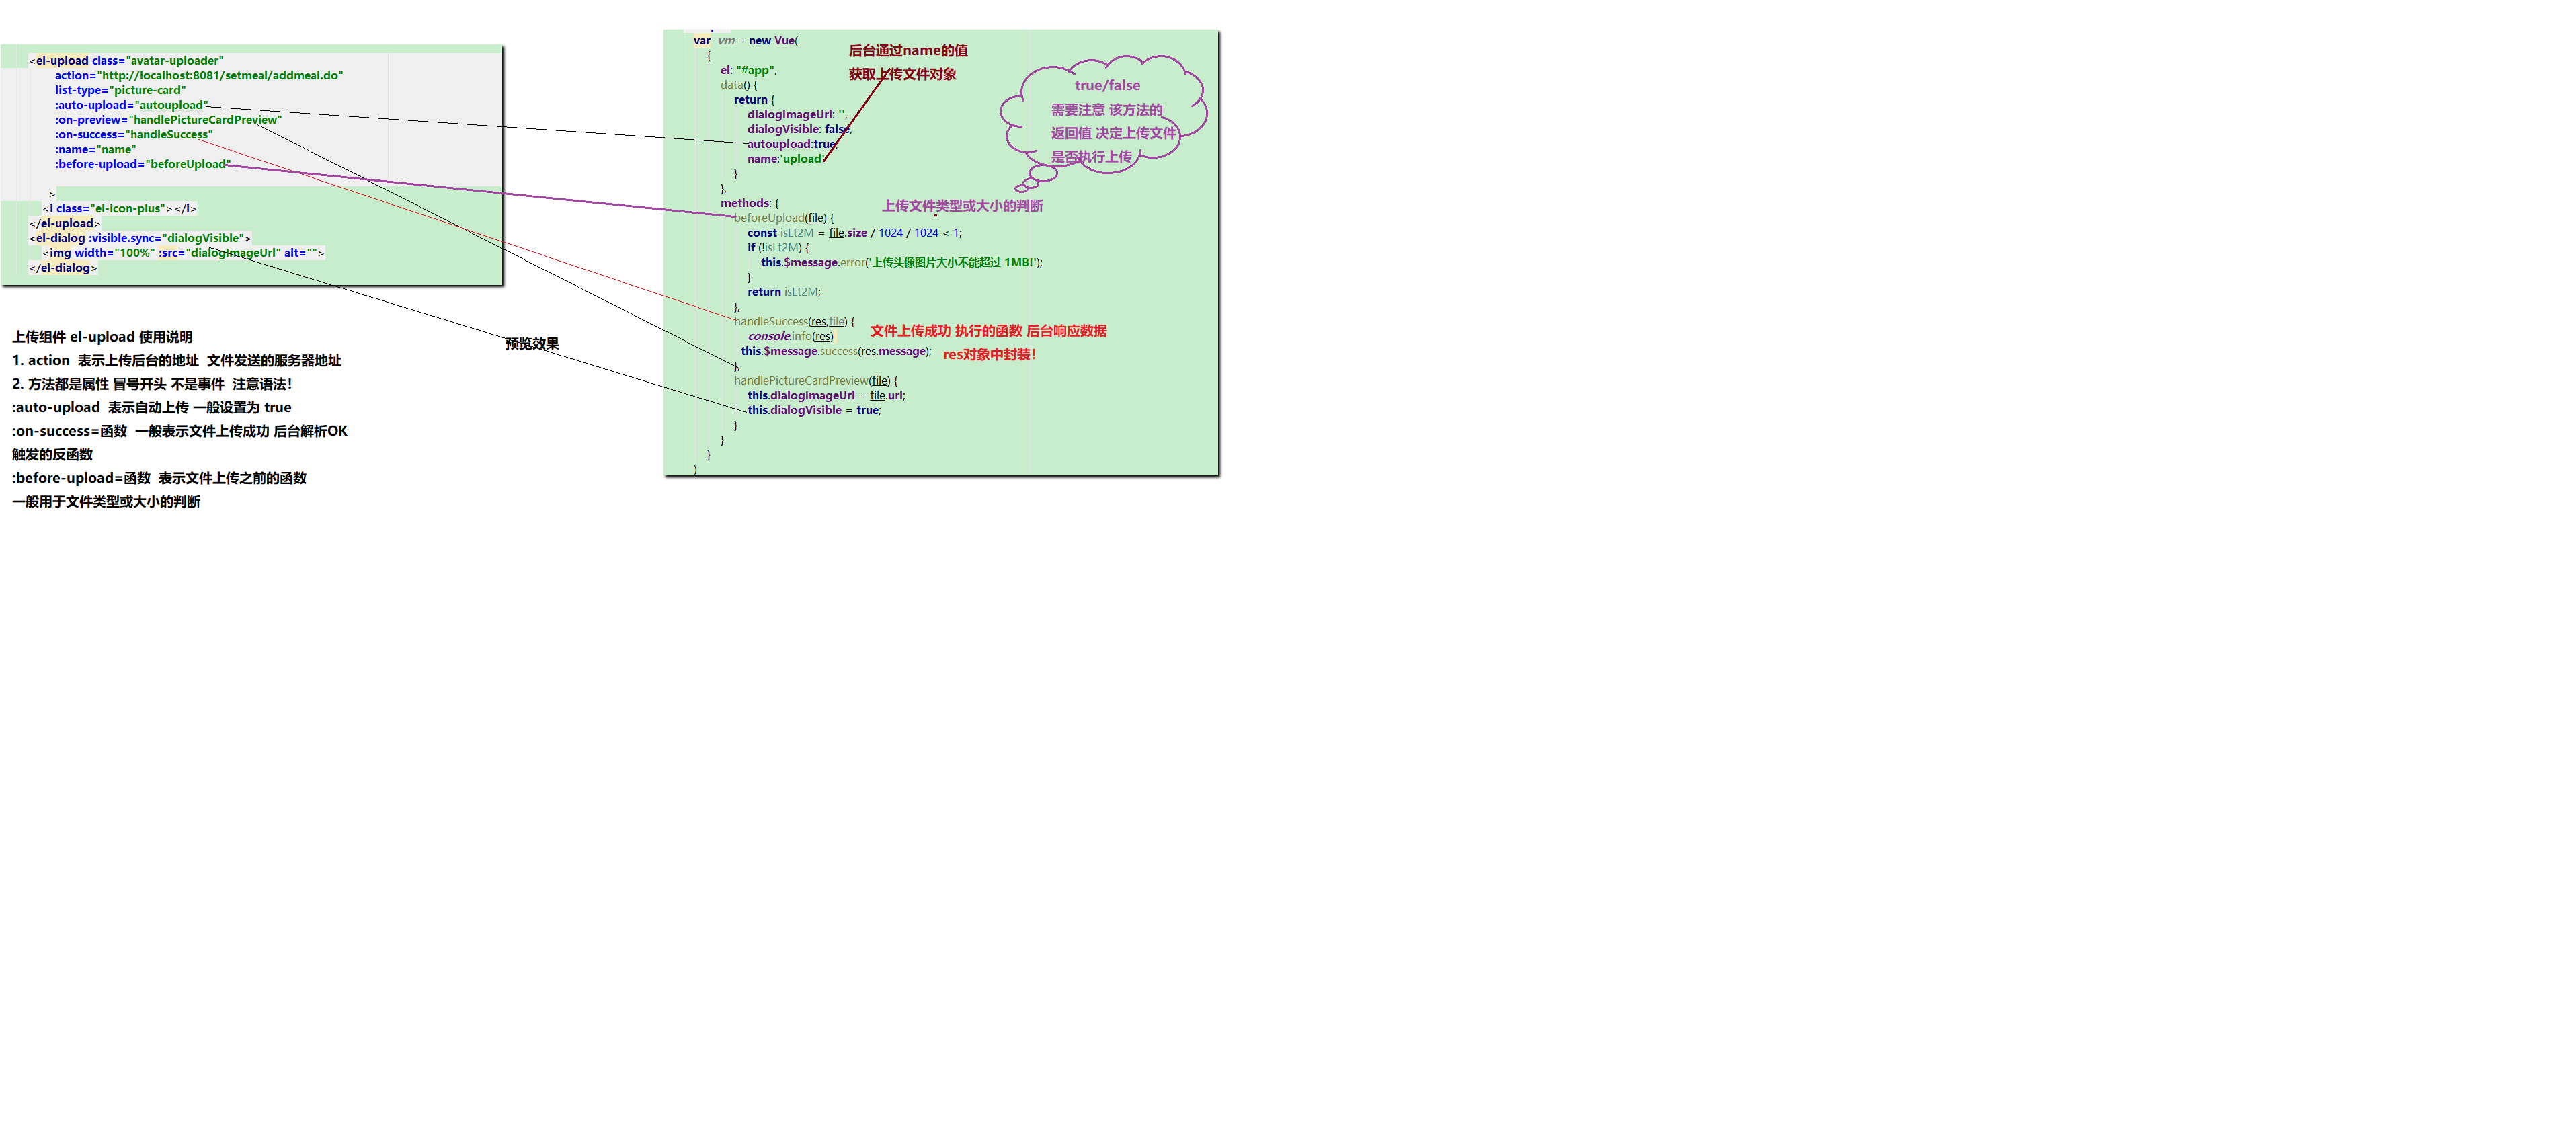 <el-upload class="avatar-uploader"
action="http://localhost:8081/setmeal/addmeal.do"
list-type="picture-card"
:auto-upload="autoupload"
:on-preview="handlePictureCardPreview"
:on-success="handleSuccess"
:name="name"
:before-upload="beforeUpload"
>
<i class="el-icon-plus"></i>
</el-upload>
<el-dialog :visible.sync="dialogVisible">
<img width="100%" :src="dialogImageUrl" alt="">
</el-dialog>
上传组件 el-upload 使用说明
1. action 表示上传后台的地址 文件发送的服务器地址
2. 方法都是属性 冒号开头 不是事件 注意语法！
:auto-upload 表示自动上传 一般设置为 true
:on-success=函数 一般表示文件上传成功 后台解析OK
触发的反函数
:before-upload=函数 表示文件上传之前的函数
一般用于文件类型或大小的判断
预览效果
var vm = new Vue(
{
el: "#app",
data() {
return {
dialogImageUrl: '',
dialogVisible: false,
autoupload:true,
name:'upload'
}
},
methods: {
beforeUpload(file) {
const isLt2M = file.size / 1024 / 1024 < 1;
if (!isLt2M) {
this.$message.error('上传头像图片大小不能超过 1MB!');
}
return isLt2M;
},
handleSuccess(res,file) {
console.info(res)
this.$message.success(res.message);
},
handlePictureCardPreview(file) {
this.dialogImageUrl = file.url;
this.dialogVisible = true;
}
}
}
)
后台通过name的值
获取上传文件对象
true/false
需要注意 该方法的
返回值 决定上传文件
是否执行上传
上传文件类型或大小的判断
文件上传成功 执行的函数 后台响应数据
res对象中封装！